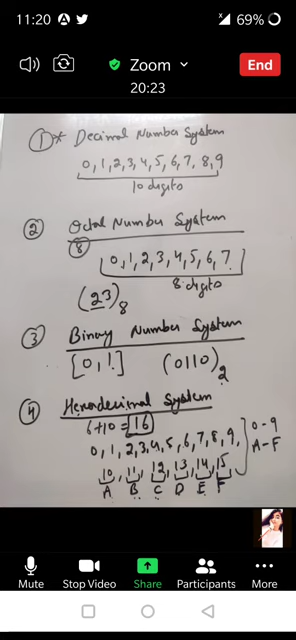 11:20
69%
Zoom
End
20:23
1 * Decimal Number System
0, 1, 2, 3, 4, 5, 6, 7, 8, 9
10 digits
2 Octal Number System
8
0, 1, 2, 3, 4, 5, 6, 7
8 digits
(23)8
3 Binary Number System
[0, 1] (0110)2
4 Hexadecimal System
6+10=16
0, 1, 2, 3, 4, 5, 6, 7, 8, 9, 0-9
10, 11, 12, 13, 14, 15 A-F
A B C D E F
Mute Stop Video Share Participants More